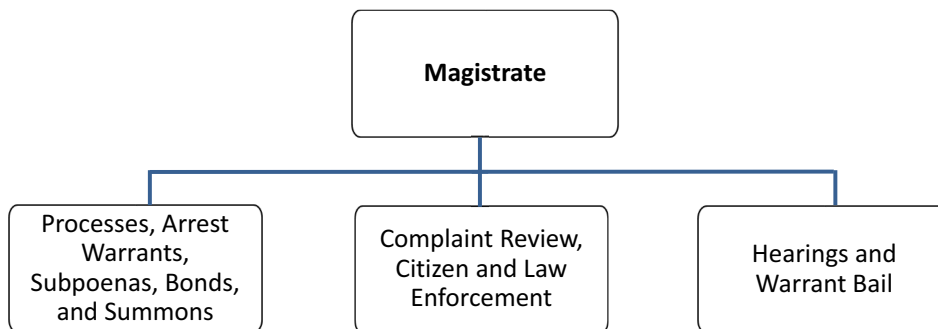 Magistrate
Processes, Arrest
Warrants,
Subpoenas, Bonds,
and Summons
Complaint Review,
Citizen and Law
Enforcement
Hearings and
Warrant Bail